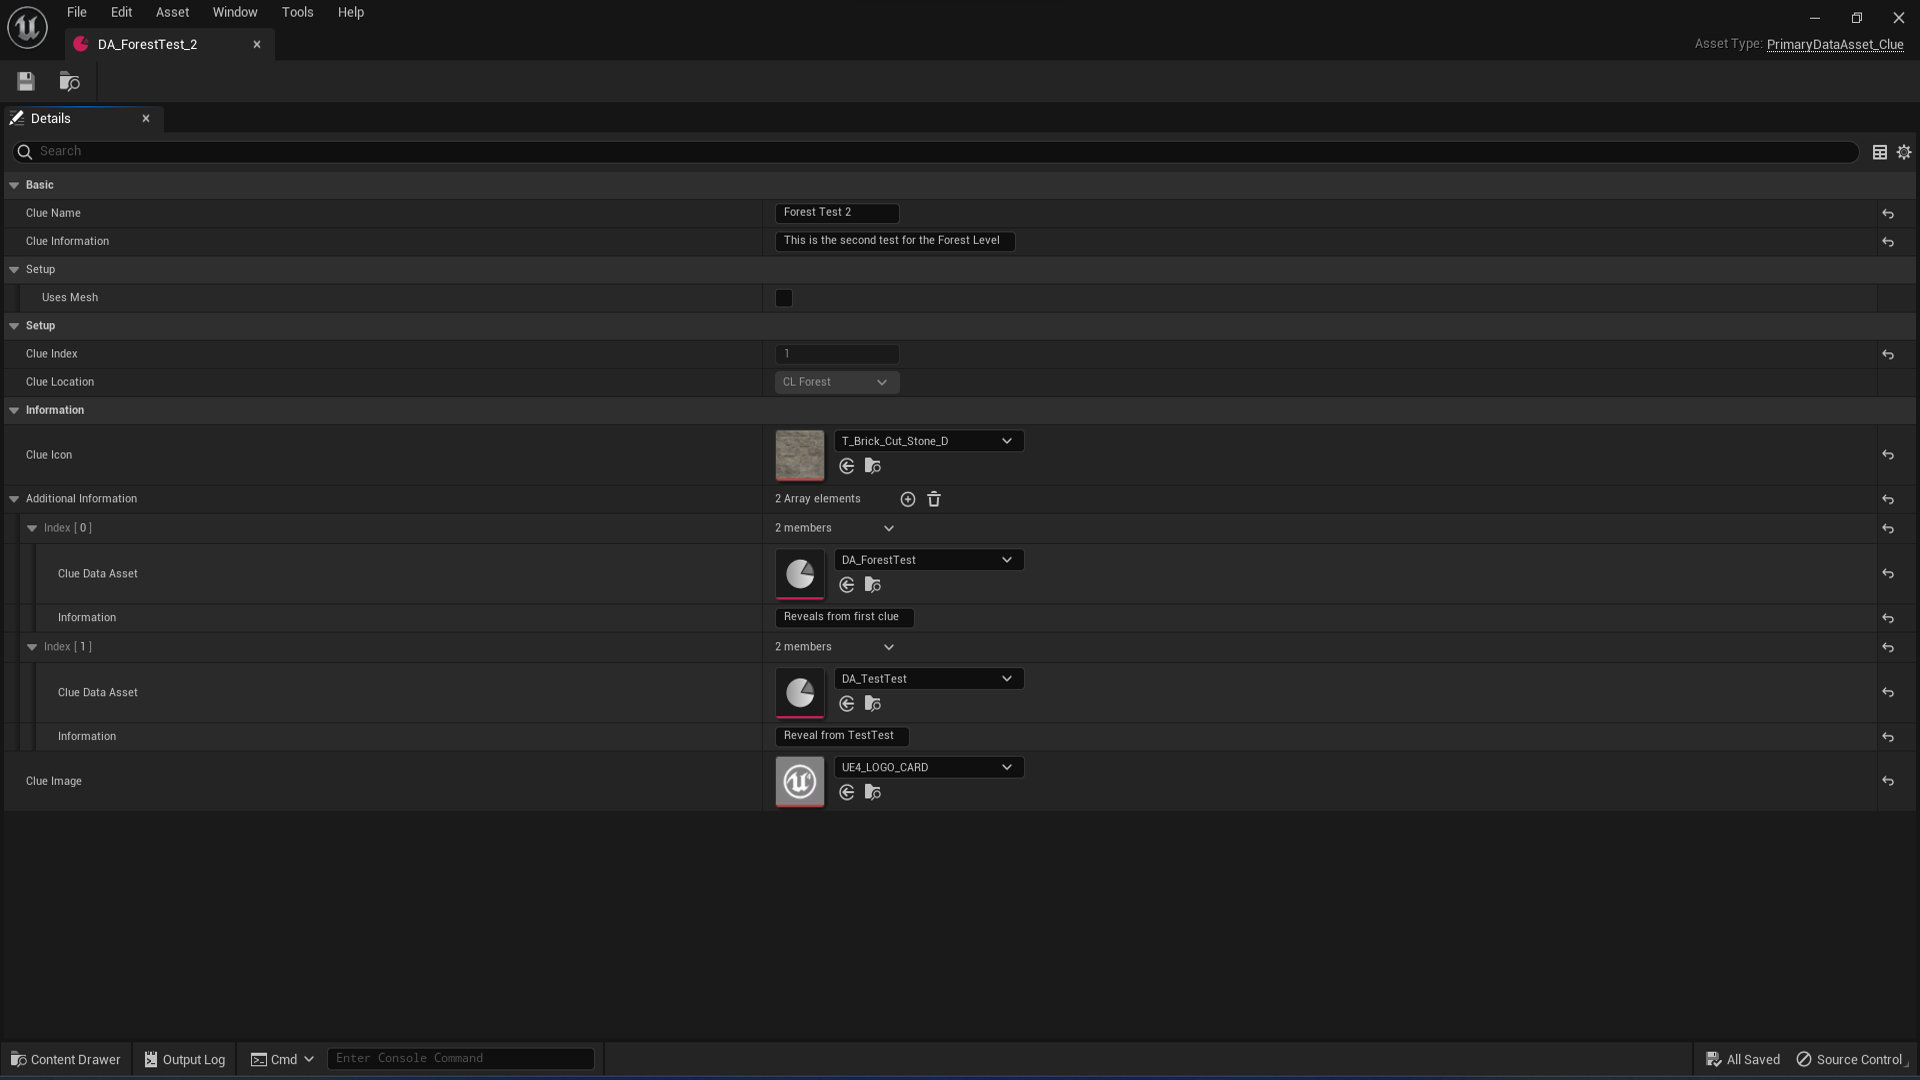 File Edit Asset Window Tools Help
DA_ForestTest_2
Asset Type: PrimaryDataAsset_Clue
Details
Search
Basic
Clue Name Forest Test 2
Clue Information This is the second test for the Forest Level
Setup
Uses Mesh
Setup
Clue Index 1
Clue Location CL Forest
Information
Clue Icon T_Brick_Cut_Stone_D
Additional Information 2 Array elements
Index [ 0 ] 2 members
Clue Data Asset DA_ForestTest
Information Reveals from first clue
Index [ 1 ] 2 members
Clue Data Asset DA_TestTest
Information Reveal from TestTest
Clue Image UE4_LOGO_CARD
Content Drawer Output Log Cmd Enter Console Command All Saved Source Control